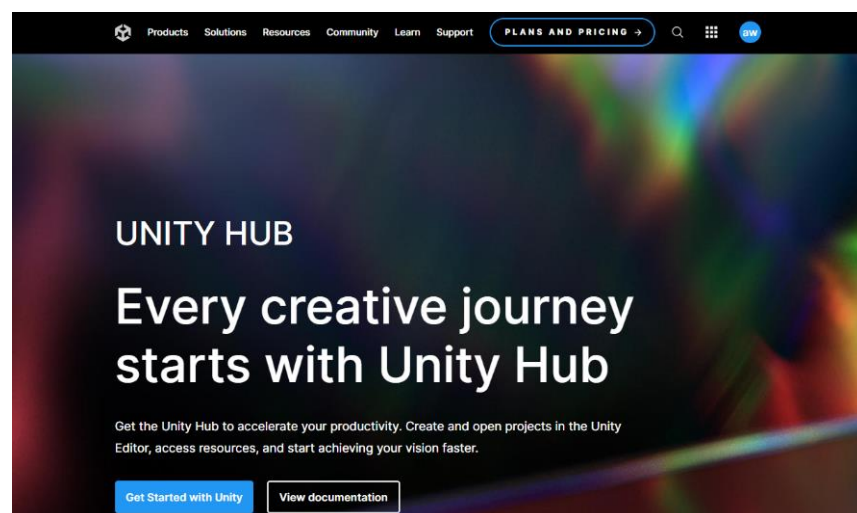 Products Solutions Resources Community Learn Support PLANS AND PRICING → aw
UNITY HUB
Every creative journey
starts with Unity Hub
Get the Unity Hub to accelerate your productivity. Create and open projects in the Unity
Editor, access resources, and start achieving your vision faster.
Get Started with Unity View documentation